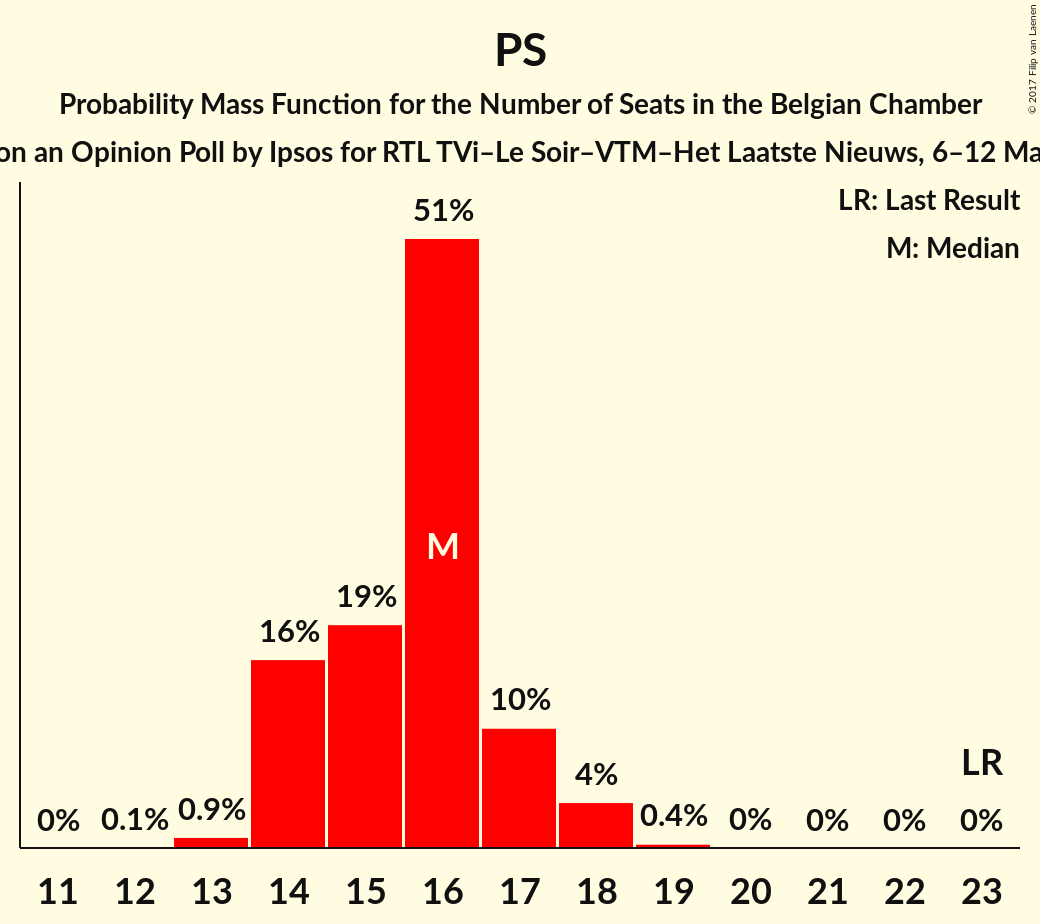 PS
Probability Mass Function for the Number of Seats in the Belgian Chamber
on an Opinion Poll by Ipsos for RTL TVi–Le Soir–VTM–Het Laatste Nieuws, 6–12 Ma
© 2017 Filip van Laenen
LR: Last Result
M: Median
51%
M
19%
16%
10%
4%
LR
0%
0.1%
0.9%
0.4%
0%
0%
0%
0%
11 12 13 14 15 16 17 18 19 20 21 22 23